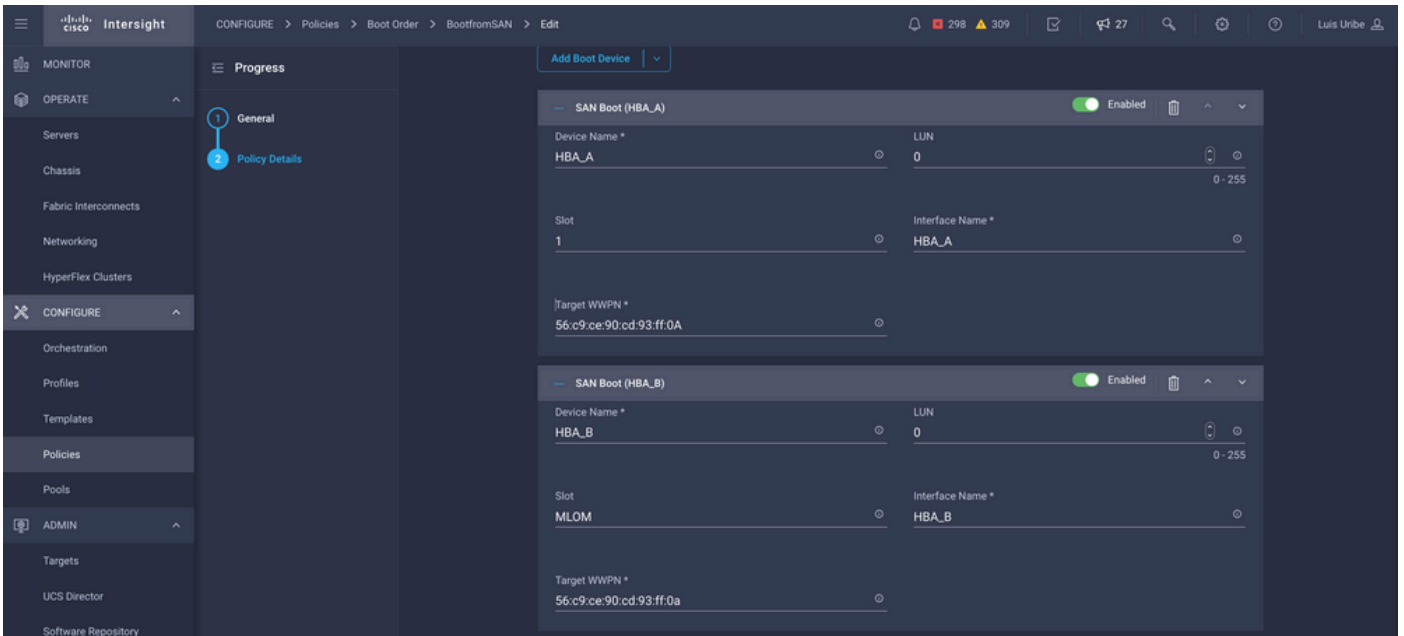 cisco Intersight
CONFIGURE > Policies > Boot Order > BootfromSAN > Edit
298 309 27 Luis Uribe
MONITOR
OPERATE
Servers
Chassis
Fabric Interconnects
Networking
HyperFlex Clusters
CONFIGURE
Orchestration
Profiles
Templates
Policies
Pools
ADMIN
Targets
UCS Director
Software Repository
Progress
1 General
2 Policy Details
Add Boot Device
SAN Boot (HBA_A) Enabled
Device Name * LUN
HBA_A 0
0 - 255
Slot Interface Name *
1 HBA_A
Target WWPN *
56:c9:ce:90:cd:93:ff:0A
SAN Boot (HBA_B) Enabled
Device Name * LUN
HBA_B 0
0 - 255
Slot Interface Name *
MLOM HBA_B
Target WWPN *
56:c9:ce:90:cd:93:ff:0a